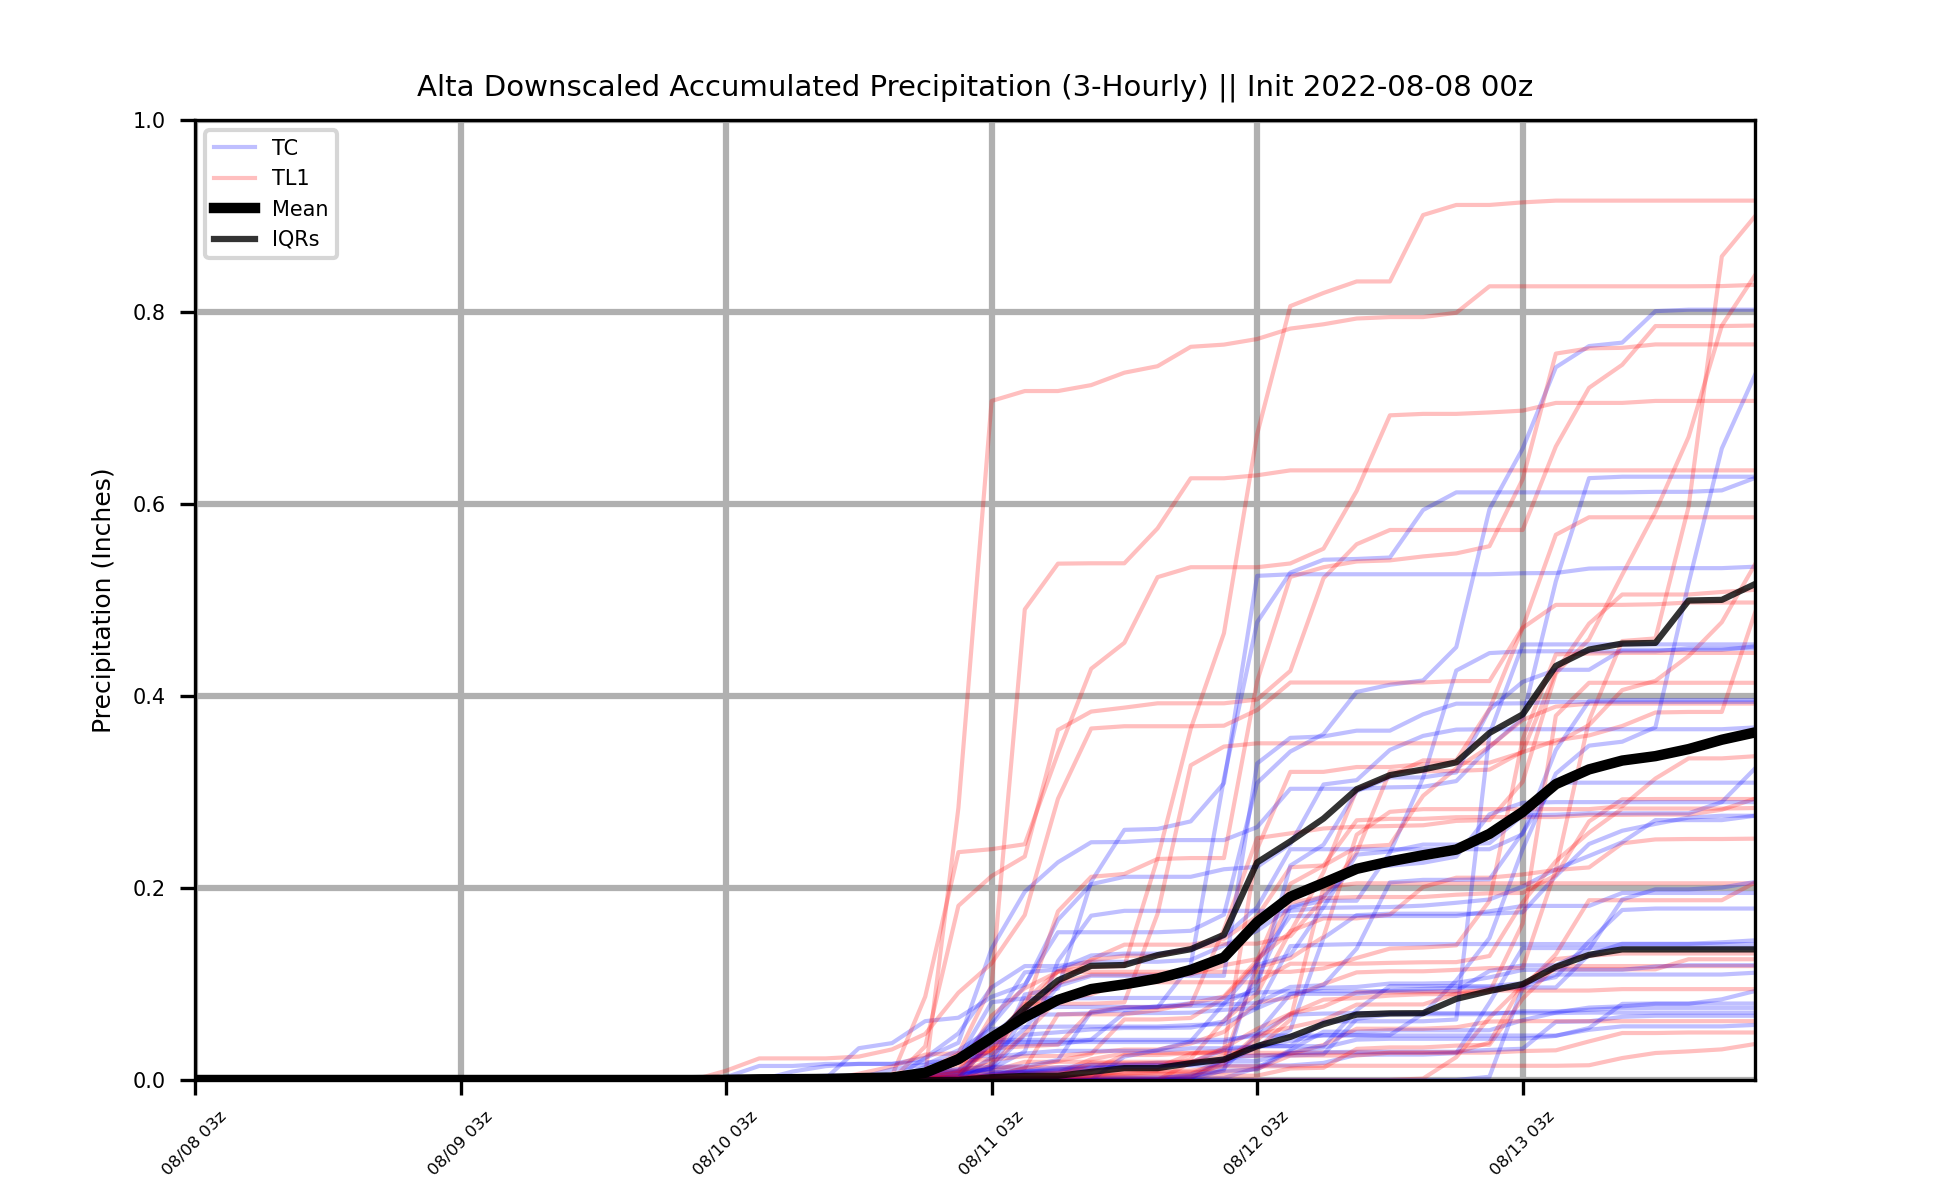 Alta Downscaled Accumulated Precipitation (3-Hourly) || Init 2022-08-08 00z
1.0
0.8
0.6
0.4
0.2
0.0
Precipitation (Inches)
TC
TL1
Mean
IQRs
08/08 03z
08/09 03z
08/10 03z
08/11 03z
08/12 03z
08/13 03z